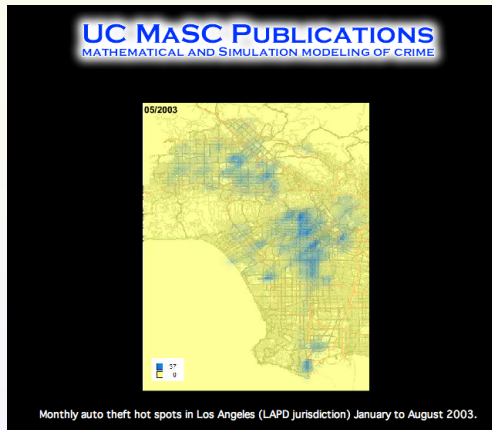 UC MASC PUBLICATIONS
MATHEMATICAL AND SIMULATION MODELING OF CRIME
05/2003
37
0
Monthly auto theft hot spots in Los Angeles (LAPD jurisdiction) January to August 2003.